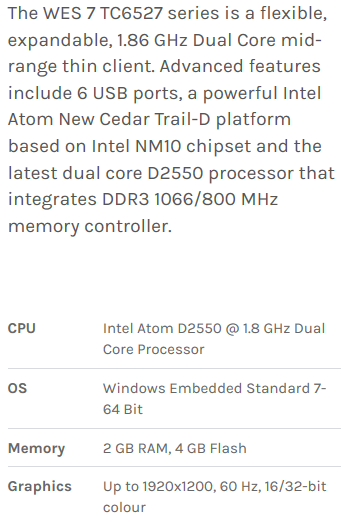 The WES 7 TC6527 series is a flexible,
expandable, 1.86 GHz Dual Core mid-
range thin client. Advanced features
include 6 USB ports, a powerful Intel
Atom New Cedar Trail-D platform
based on Intel NM10 chipset and the
latest dual core D2550 processor that
integrates DDR3 1066/800 MHz
memory controller.
CPU Intel Atom D2550 @ 1.8 GHz Dual
Core Processor
OS Windows Embedded Standard 7-
64 Bit
Memory 2 GB RAM, 4 GB Flash
Graphics Up to 1920x1200, 60 Hz, 16/32-bit
colour